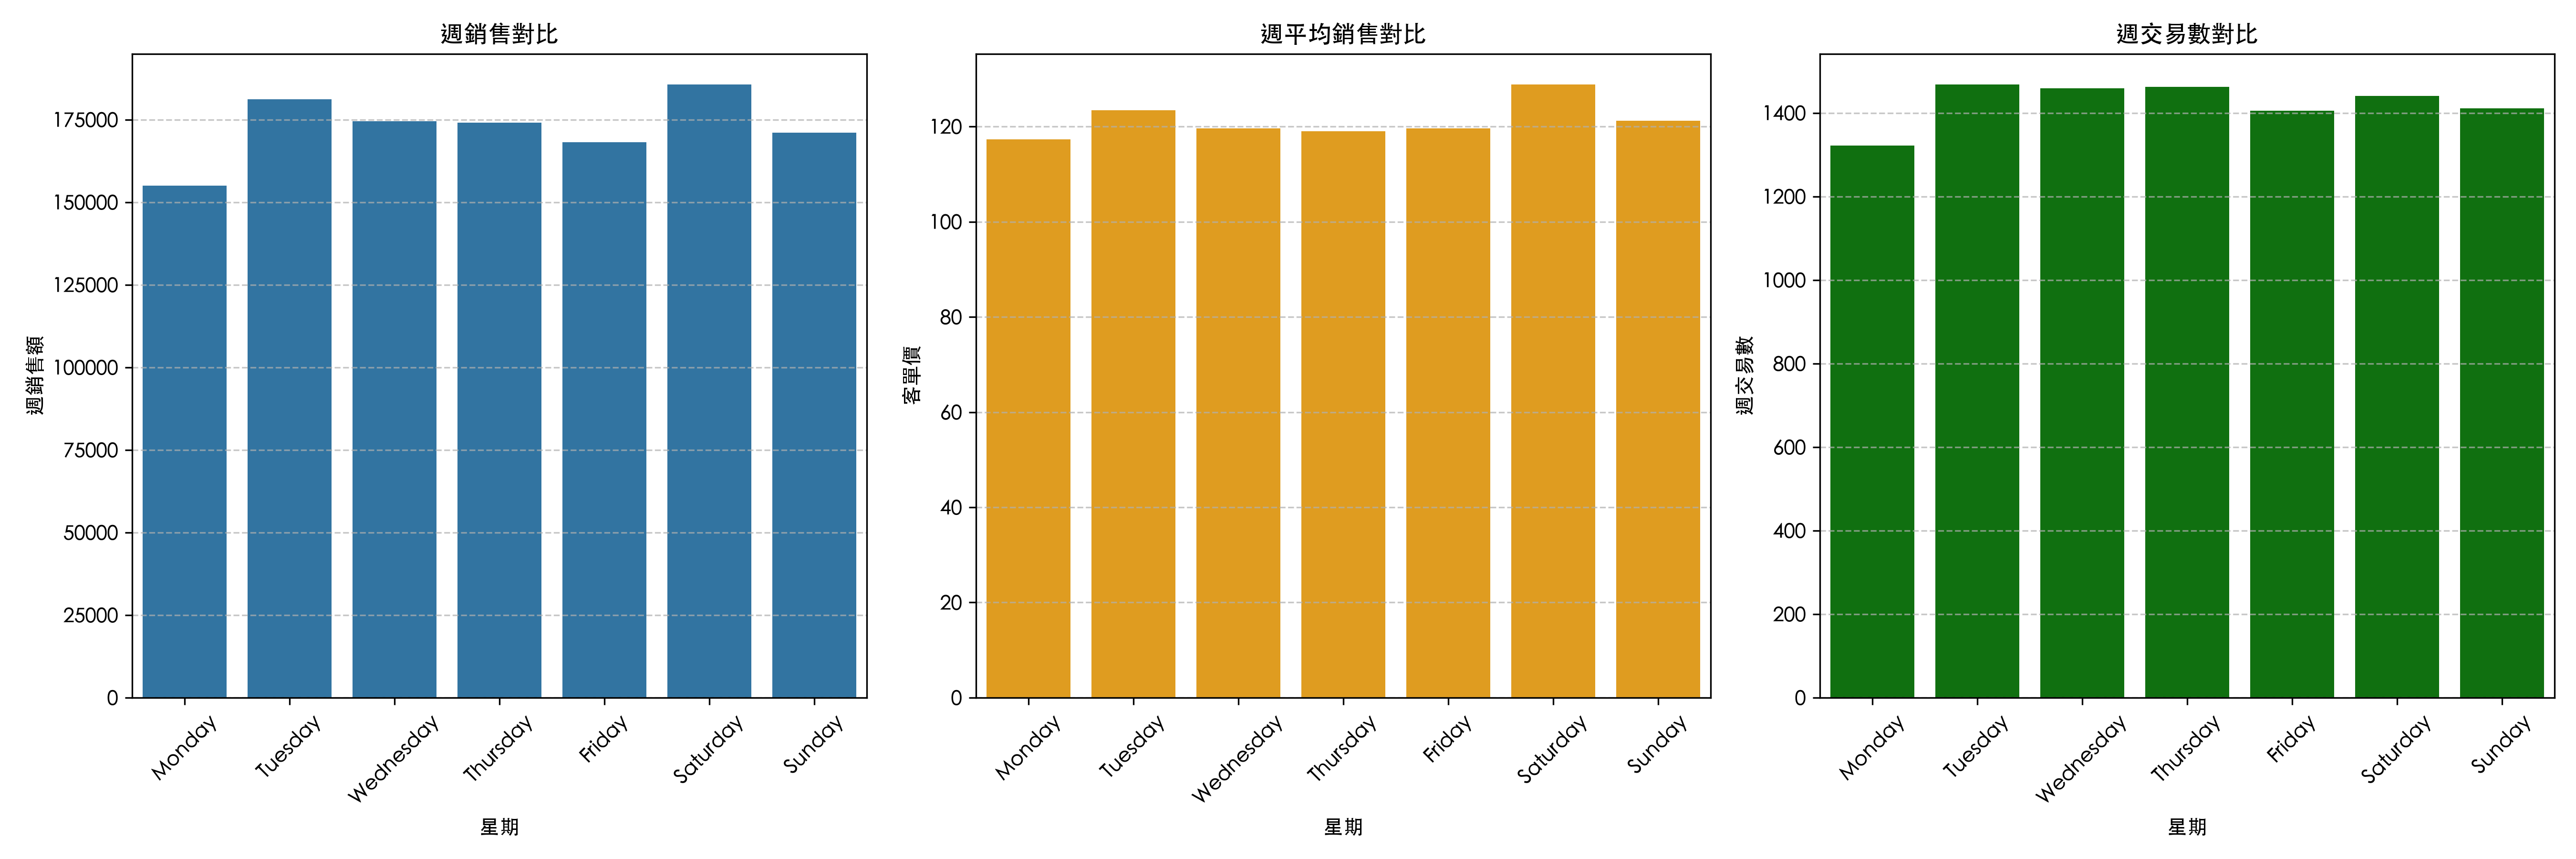 週銷售對比
週銷售額
175000
150000
125000
100000
75000
50000
25000
0
Monday
Tuesday
Wednesday
Thursday
Friday
Saturday
Sunday
星期
週平均銷售對比
客單價
120
100
80
60
40
20
0
Monday
Tuesday
Wednesday
Thursday
Friday
Saturday
Sunday
星期
週交易數對比
週交易數
1400
1200
1000
800
600
400
200
0
Monday
Tuesday
Wednesday
Thursday
Friday
Saturday
Sunday
星期